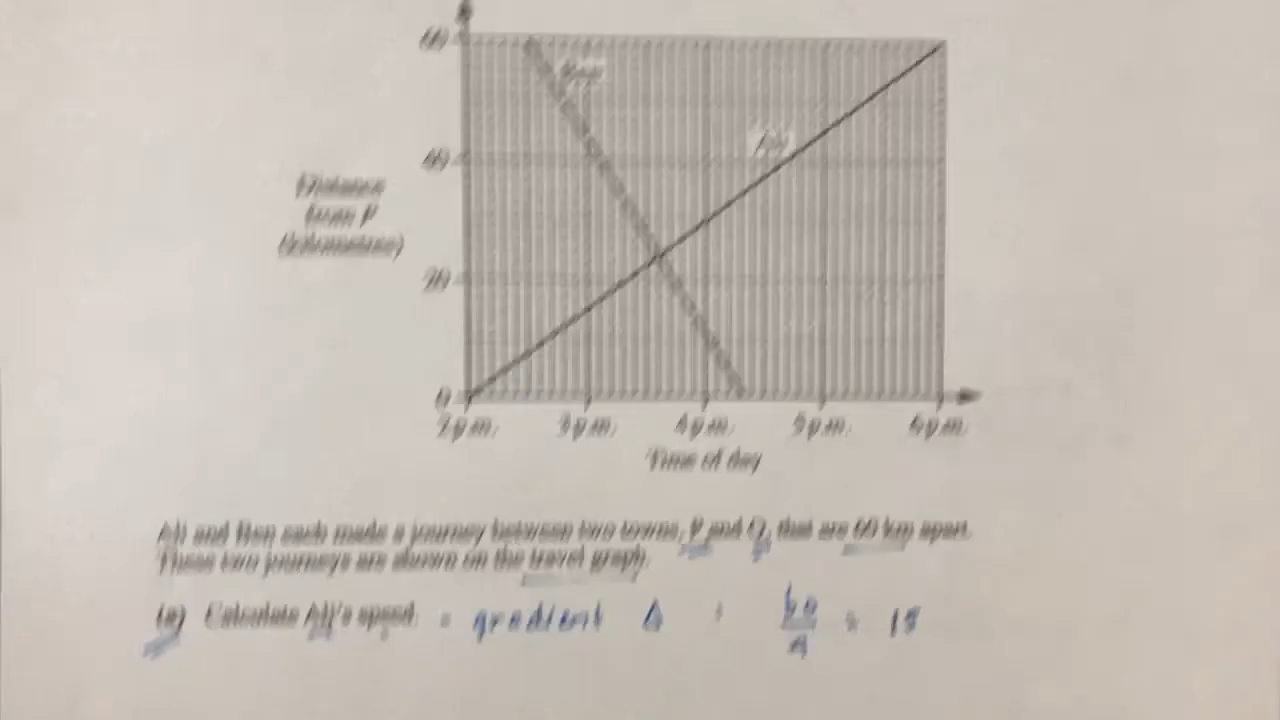 60
Ben
Ali
40
Distance
from P
(kilometres)
20
0
2 p.m. 3 p.m. 4 p.m. 5 p.m. 6 p.m.
Time of day
Ali and Ben each made a journey between two towns, P and Q, that are 60 km apart.
These two journeys are shown on the travel graph.
(a) Calculate Ali's speed. = gradient 60/4 = 15